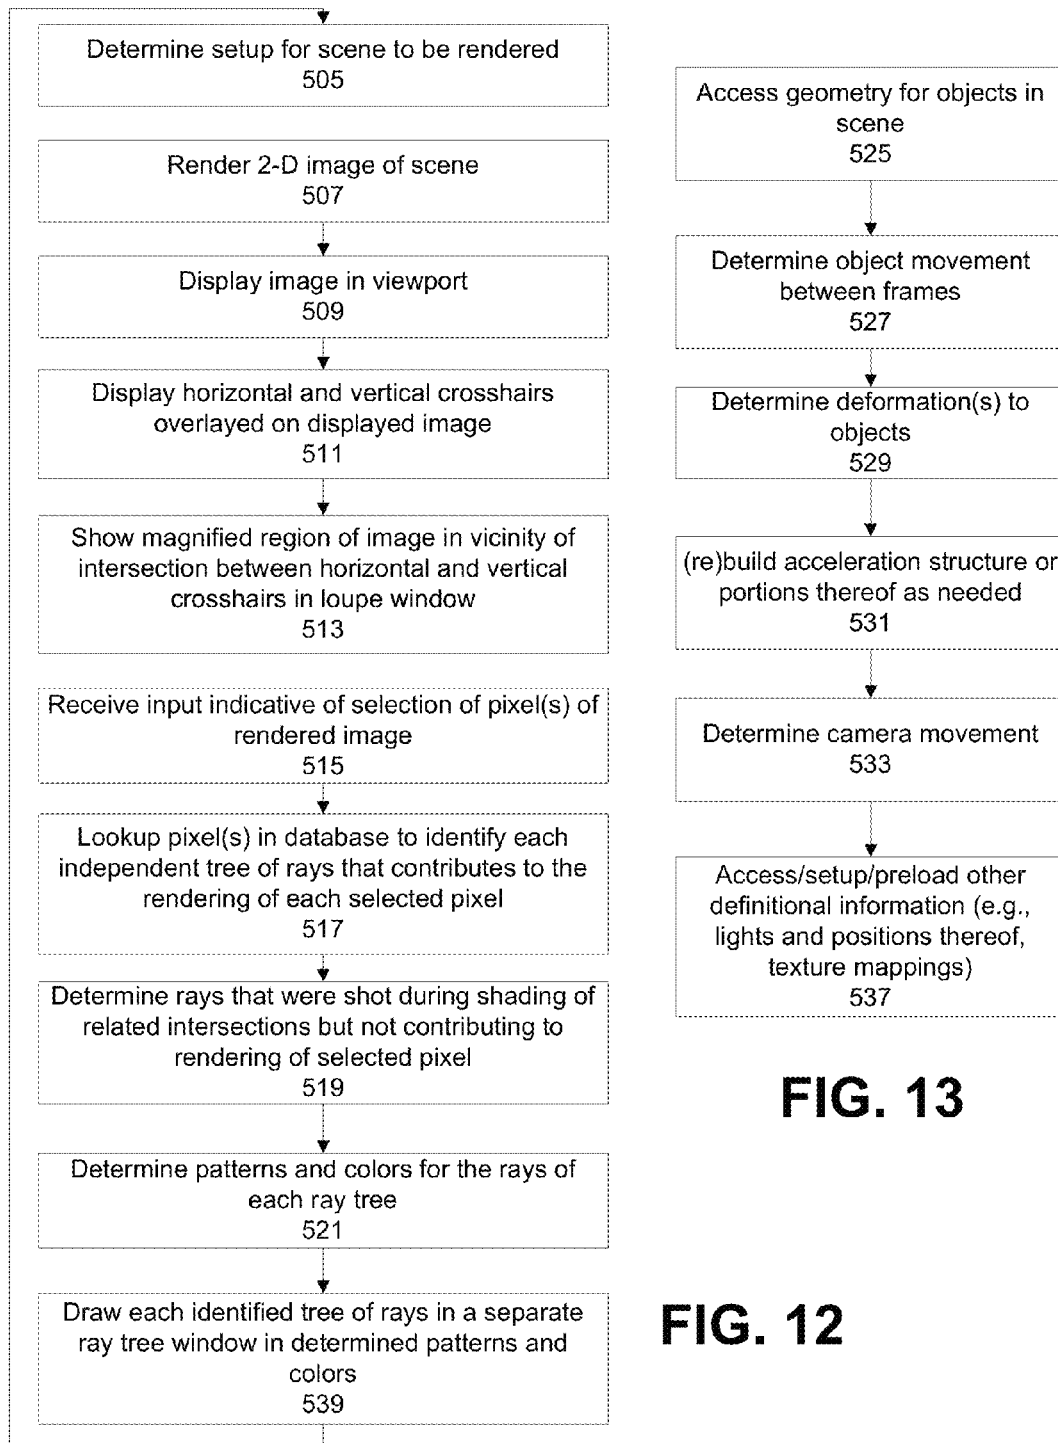 Determine setup for scene to be rendered
505
Render 2-D image of scene
507
Display image in viewport
509
Display horizontal and vertical crosshairs
overlayed on displayed image
511
Show magnified region of image in vicinity of
intersection between horizontal and vertical
crosshairs in loupe window
513
Receive input indicative of selection of pixel(s) of
rendered image
515
Lookup pixel(s) in database to identify each
independent tree of rays that contributes to the
rendering of each selected pixel
517
Determine rays that were shot during shading of
related intersections but not contributing to
rendering of selected pixel
519
Determine patterns and colors for the rays of
each ray tree
521
Draw each identified tree of rays in a separate
ray tree window in determined patterns and
colors
539
FIG. 12
Access geometry for objects in
scene
525
Determine object movement
between frames
527
Determine deformation(s) to
objects
529
(re)build acceleration structure or
portions thereof as needed
531
Determine camera movement
533
Access/setup/preload other
definitional information (e.g.,
lights and positions thereof,
texture mappings)
537
FIG. 13